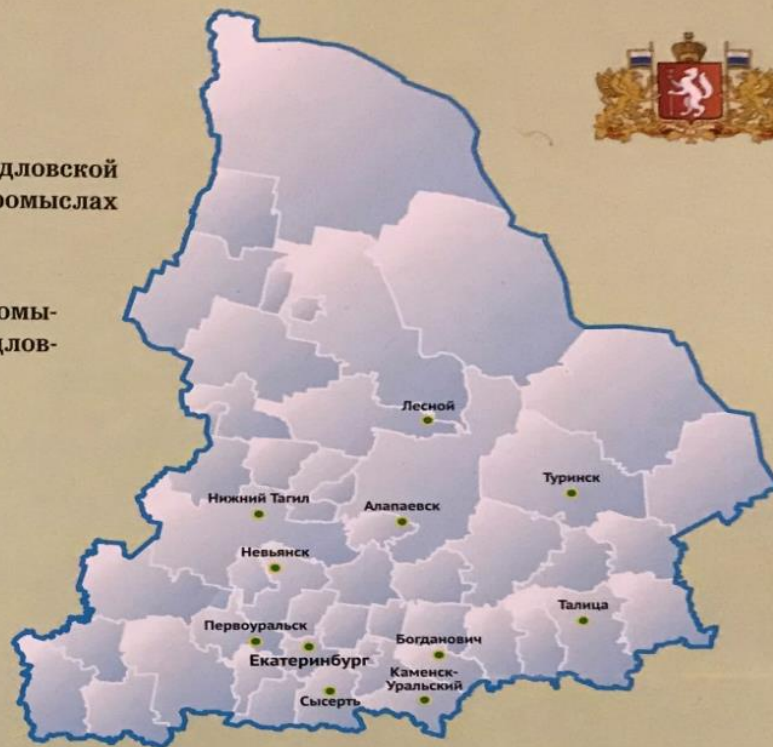 дловской
ромыслах
омы-
длов-
Лесной
Туринск
Нижний Тагил
Алапаевск
Невьянск
Талица
Первоуральск
Богданович
Екатеринбург
Каменск-
Уральский
Сысерть